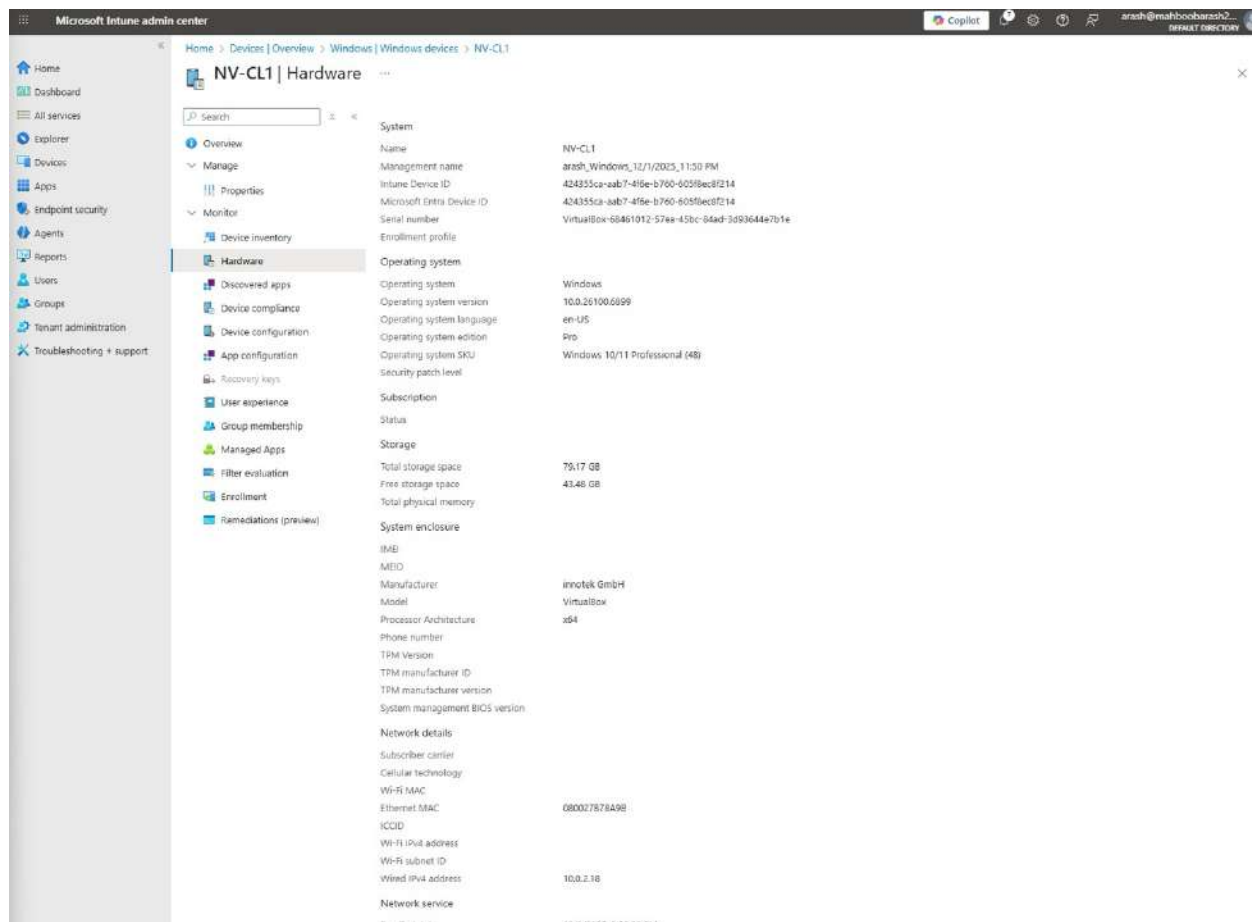 Microsoft Intune admin center
Copilot
arash@mahboobarash2...
DEFAULT DIRECTORY
Home > Devices | Overview > Windows | Windows devices > NV-CL1
NV-CL1 | Hardware ...
Home
Dashboard
All services
Explorer
Devices
Apps
Endpoint security
Agents
Reports
Users
Groups
Tenant administration
Troubleshooting + support
Search
Overview
Manage
Properties
Monitor
Device inventory
Hardware
Discovered apps
Device compliance
Device configuration
App configuration
Recovery keys
User experience
Group membership
Managed Apps
Filter evaluation
Enrollment
Remediations (preview)
System
Name NV-CL1
Management name arash_Windows_12/1/2025_11:50 PM
Intune Device ID 424355ca-aab7-4f6e-b760-605f8ec8f214
Microsoft Entra Device ID 424355ca-aab7-4f6e-b760-605f8ec8f214
Serial number VirtualBox-68461012-57ea-45bc-84ad-3d93644e7b1e
Enrollment profile
Operating system
Operating system Windows
Operating system version 10.0.26100.6899
Operating system language en-US
Operating system edition Pro
Operating system SKU Windows 10/11 Professional (48)
Security patch level
Subscription
Status
Storage
Total storage space 79.17 GB
Free storage space 43.46 GB
Total physical memory
System enclosure
IMEI
MEID
Manufacturer innotek GmbH
Model VirtualBox
Processor Architecture x64
Phone number
TPM Version
TPM manufacturer ID
TPM manufacturer version
System management BIOS version
Network details
Subscriber carrier
Cellular technology
Wi-Fi MAC
Ethernet MAC 080027878A98
ICCID
Wi-Fi IPv4 address
Wi-Fi subnet ID
Wired IPv4 address 10.0.2.18
Network service